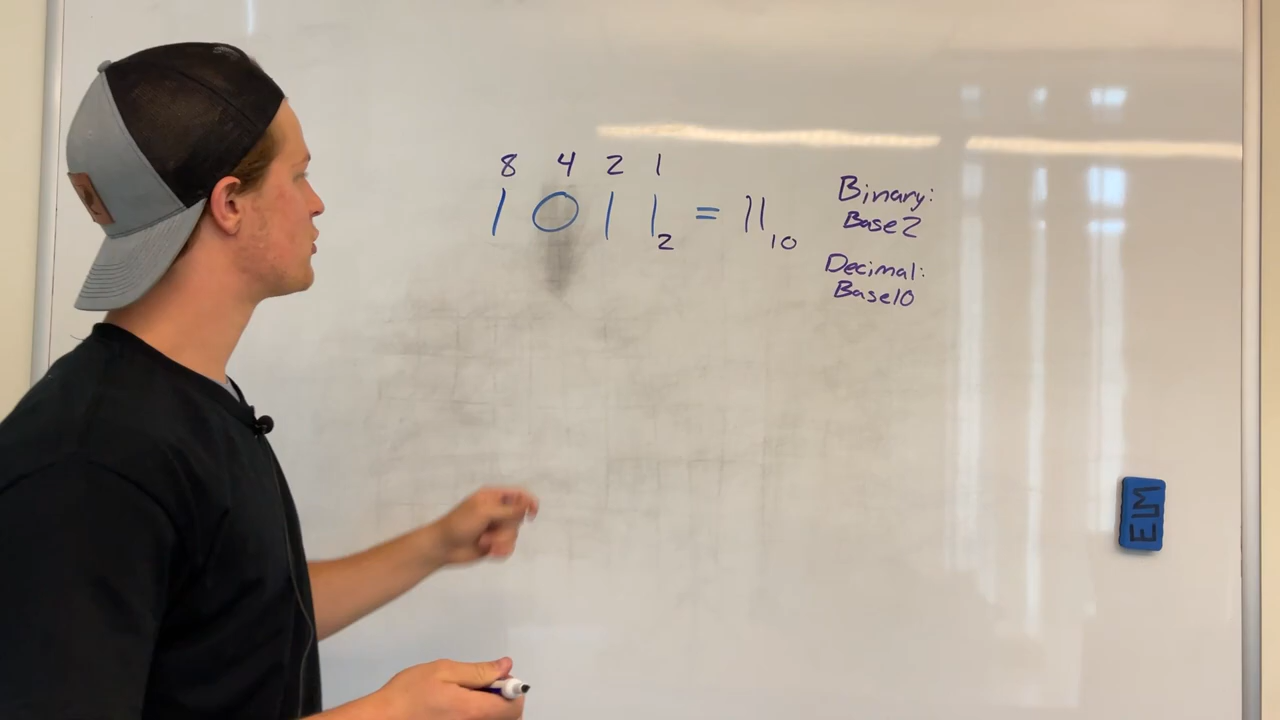 8 4 2 1
1 0 1 1₂ = 11₁₀
Binary:
Base2
Decimal:
Base10
ELM